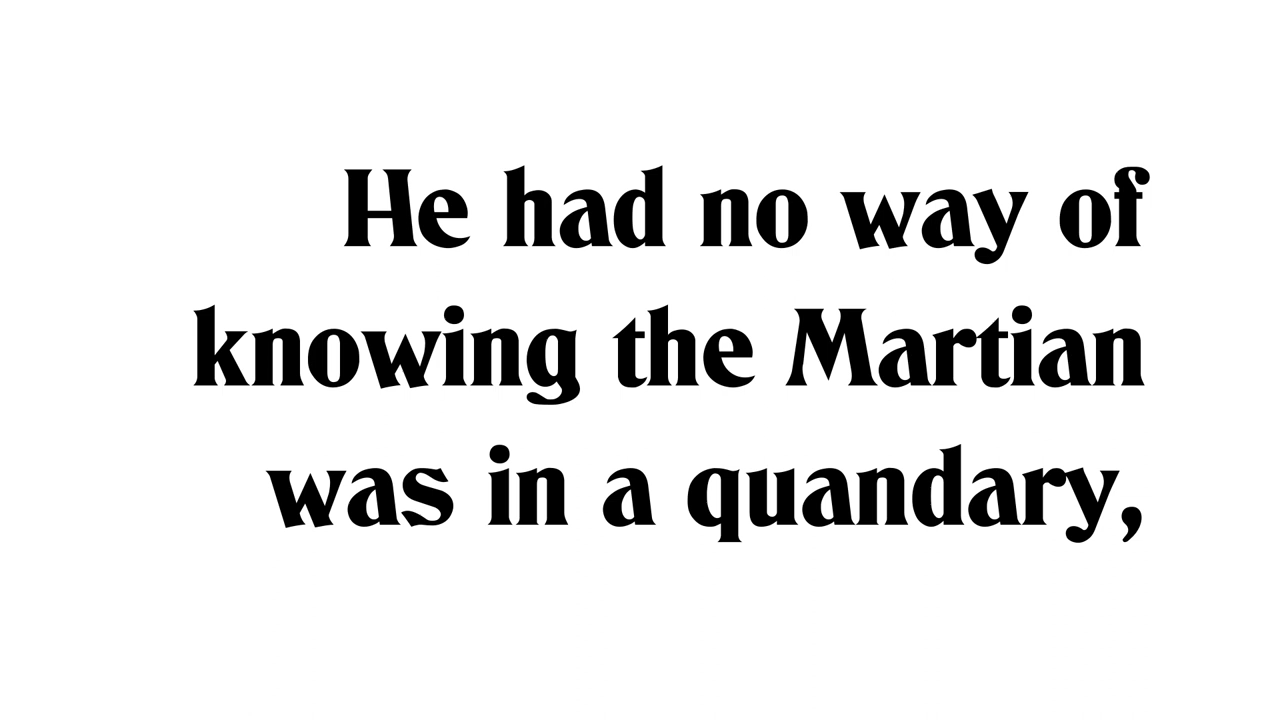 He had no way of
knowing the Martian
was in a quandary,